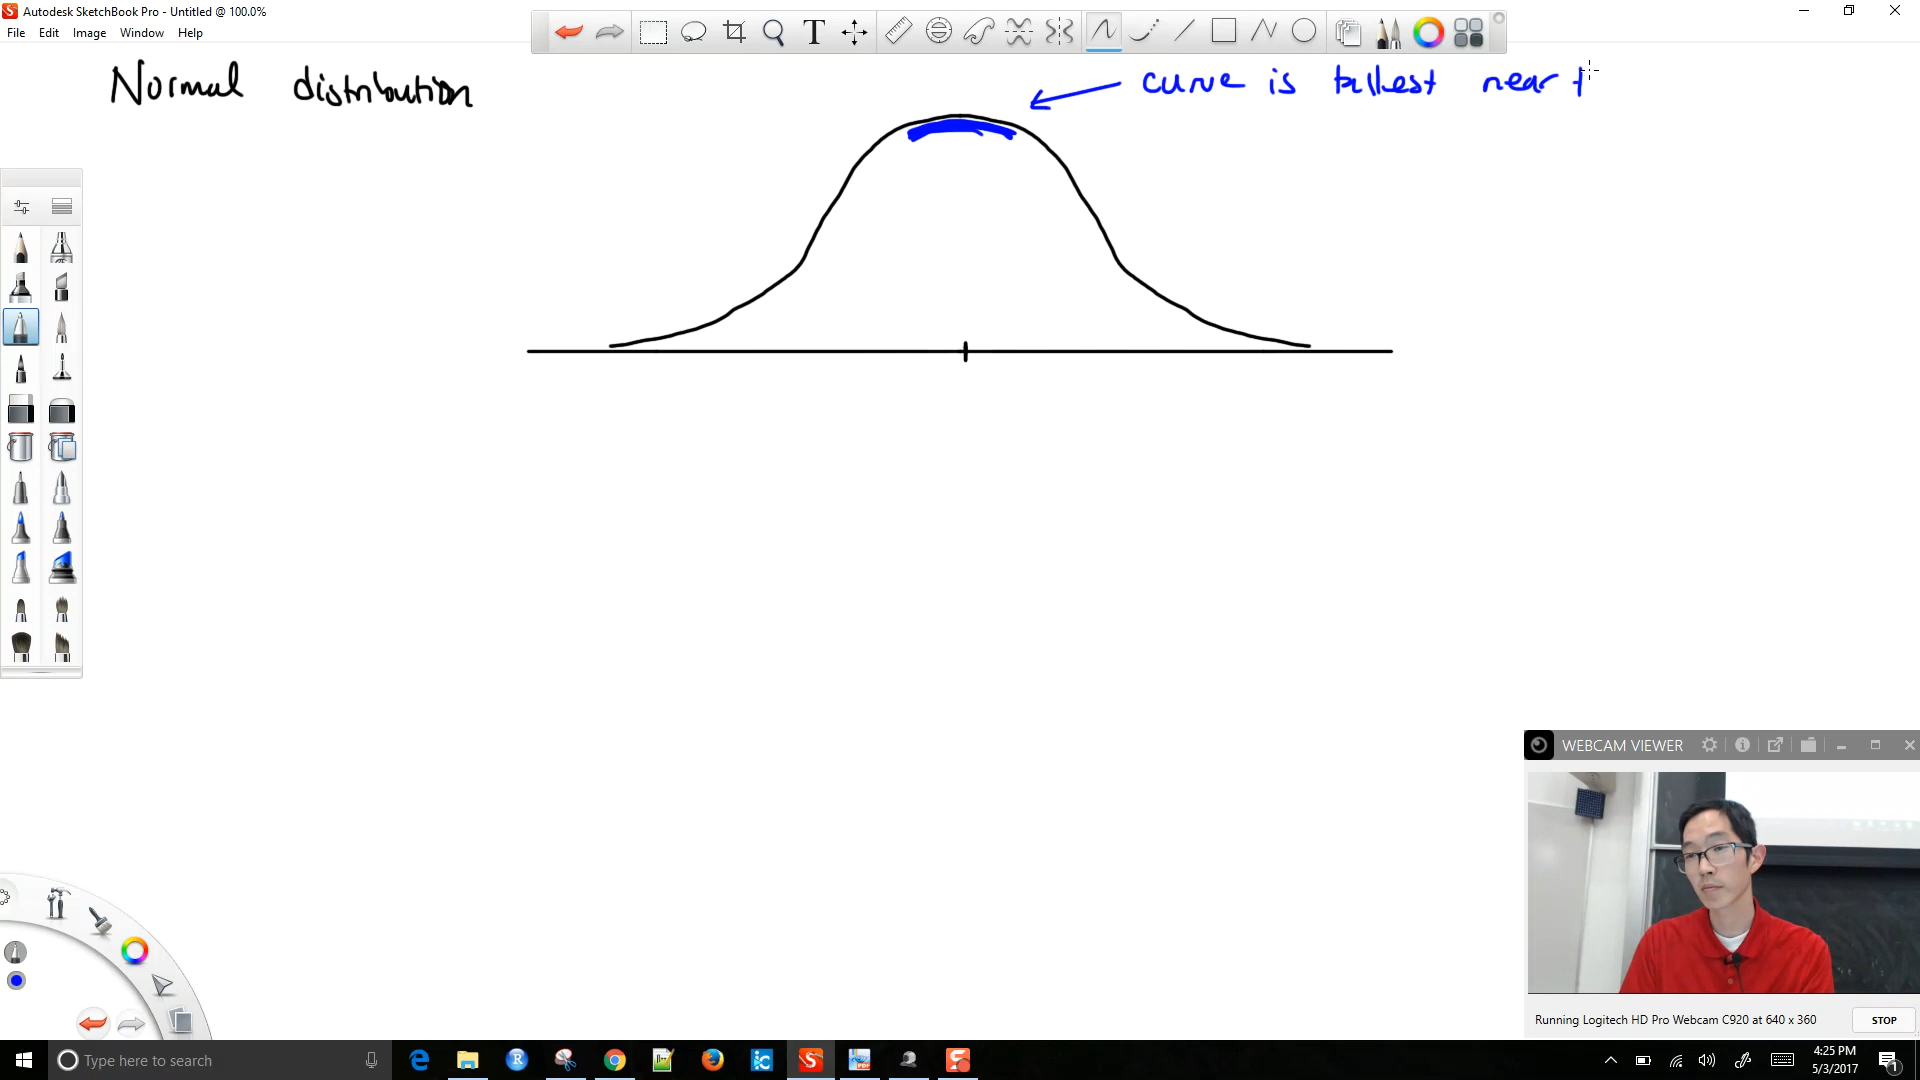 Autodesk SketchBook Pro - Untitled @ 100.0%
File Edit Image Window Help
T
Normal distribution
curve is tallest near t
WEBCAM VIEWER
Running Logitech HD Pro Webcam C920 at 640 x 360
STOP
Type here to search
4:25 PM
5/3/2017